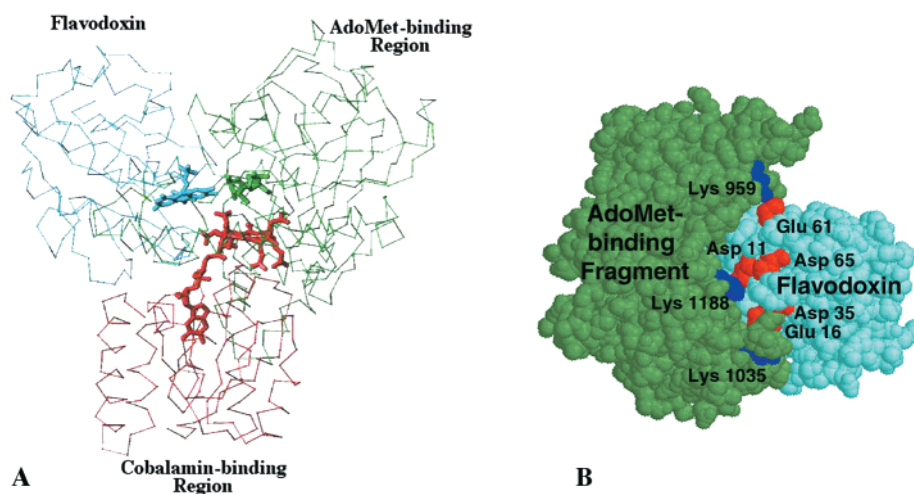 Flavodoxin
AdoMet-binding
Region
Cobalamin-binding
Region
A
Lys 959
AdoMet-
binding
Fragment
Glu 61
Asp 11
Asp 65
Flavodoxin
Lys 1188
Asp 35
Glu 16
Lys 1035
B